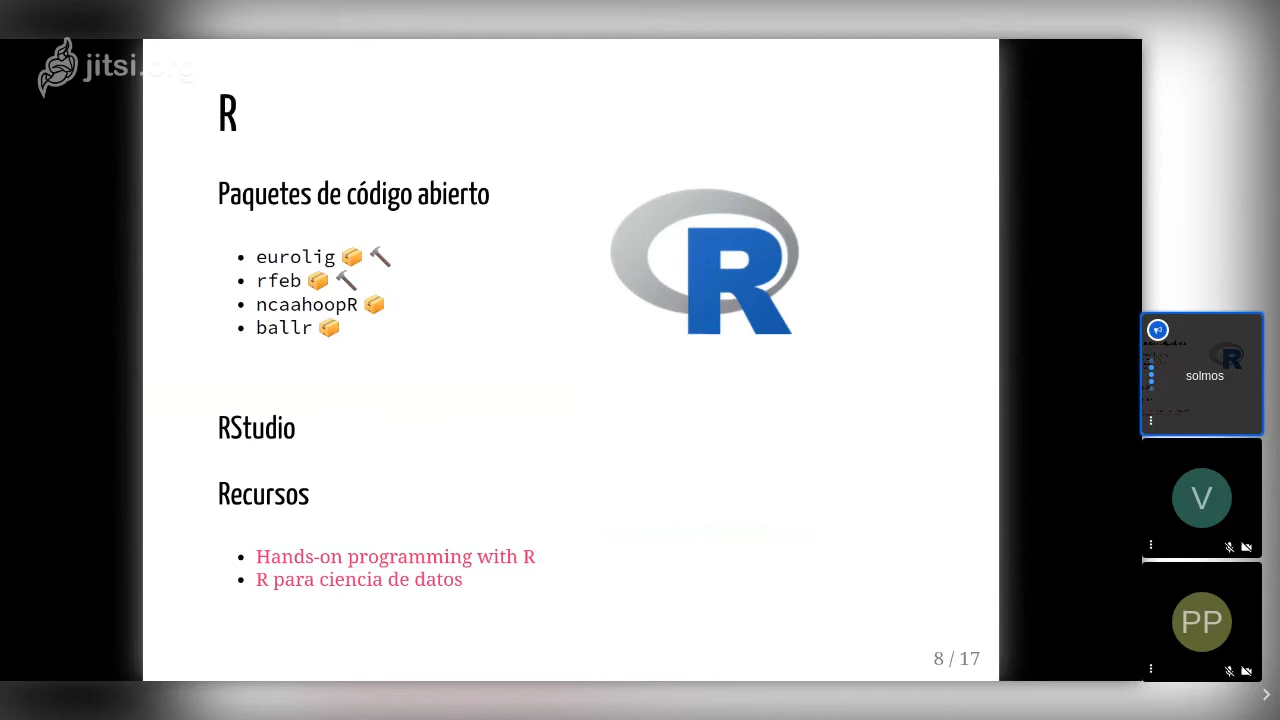 jitsi.org
R
Paquetes de código abierto
eurolig
rfeb
ncaahoopR
ballr
R
RStudio
Recursos
Hands-on programming with R
R para ciencia de datos
8 / 17
solmos
V
PP